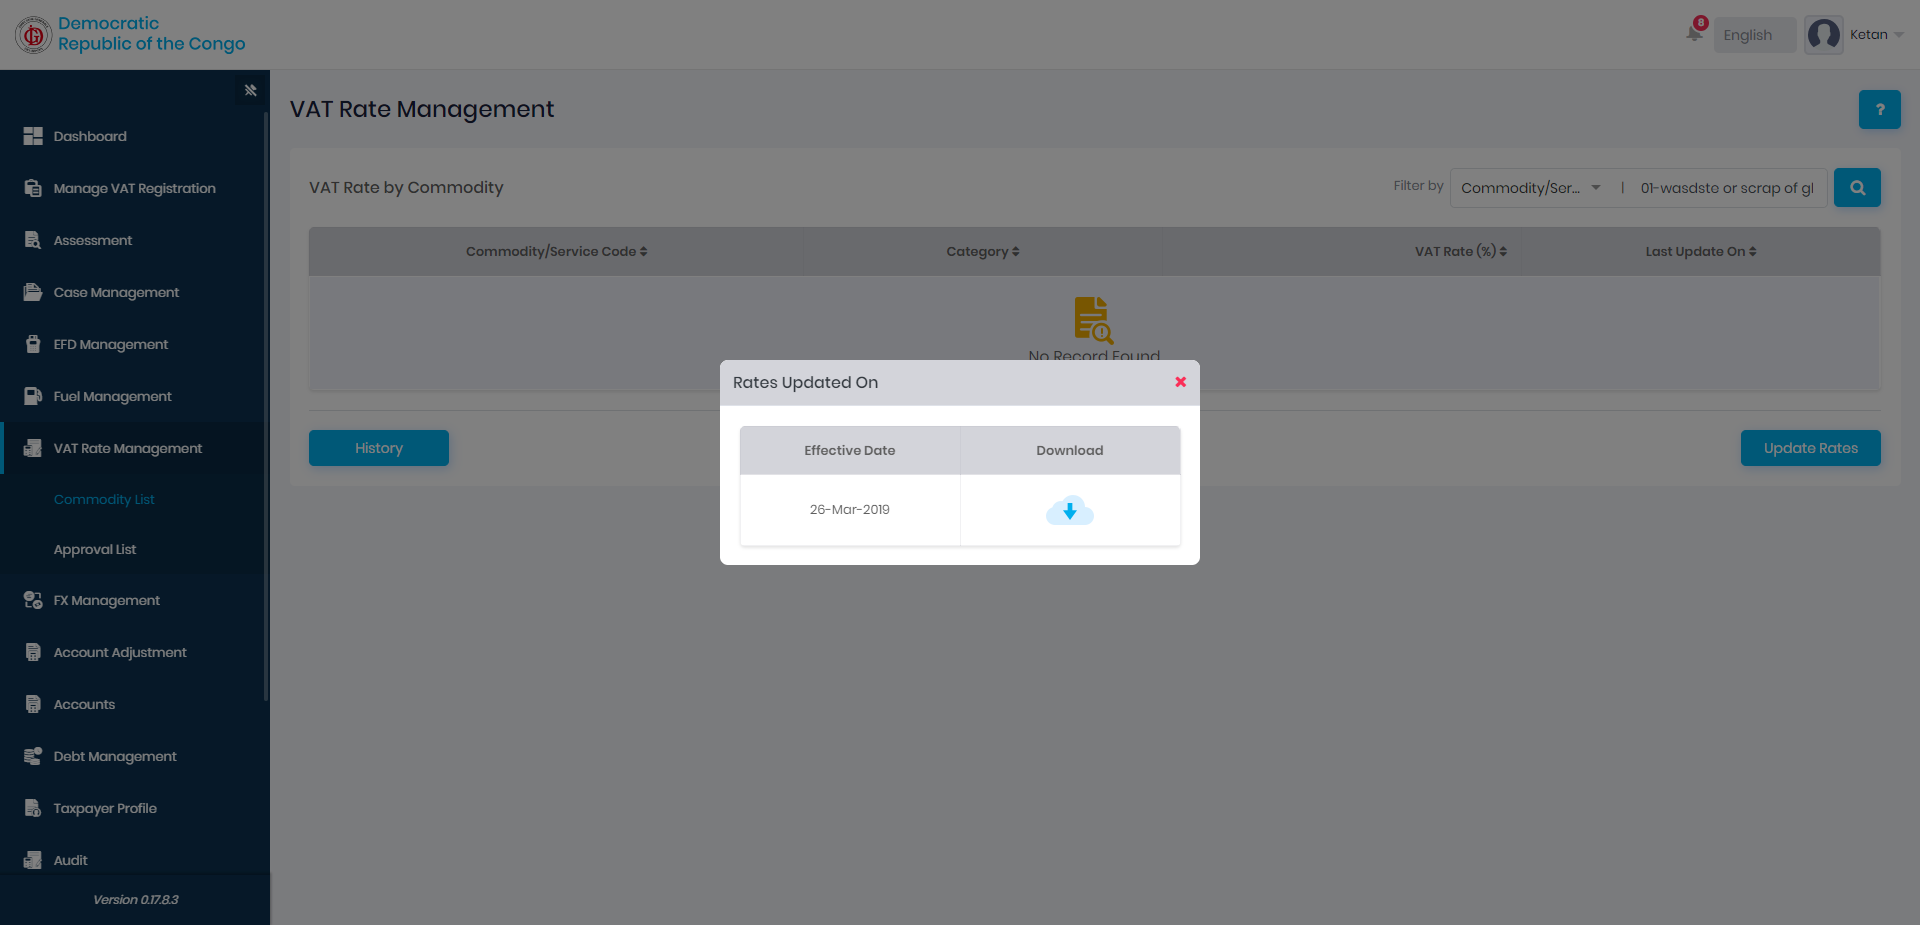 Democratic
Republic of the Congo
8
English
Ketan
Dashboard
Manage VAT Registration
Assessment
Case Management
EFD Management
Fuel Management
VAT Rate Management
Commodity List
Approval List
FX Management
Account Adjustment
Accounts
Debt Management
Taxpayer Profile
Audit
Version 0.17.8.3
VAT Rate Management
?
VAT Rate by Commodity
Filter by
Commodity/Ser...
|
01-wasdste or scrap of gl
Commodity/Service Code
Category
VAT Rate (%)
Last Update On
No Record Found
History
Update Rates
Rates Updated On
Effective Date
Download
26-Mar-2019